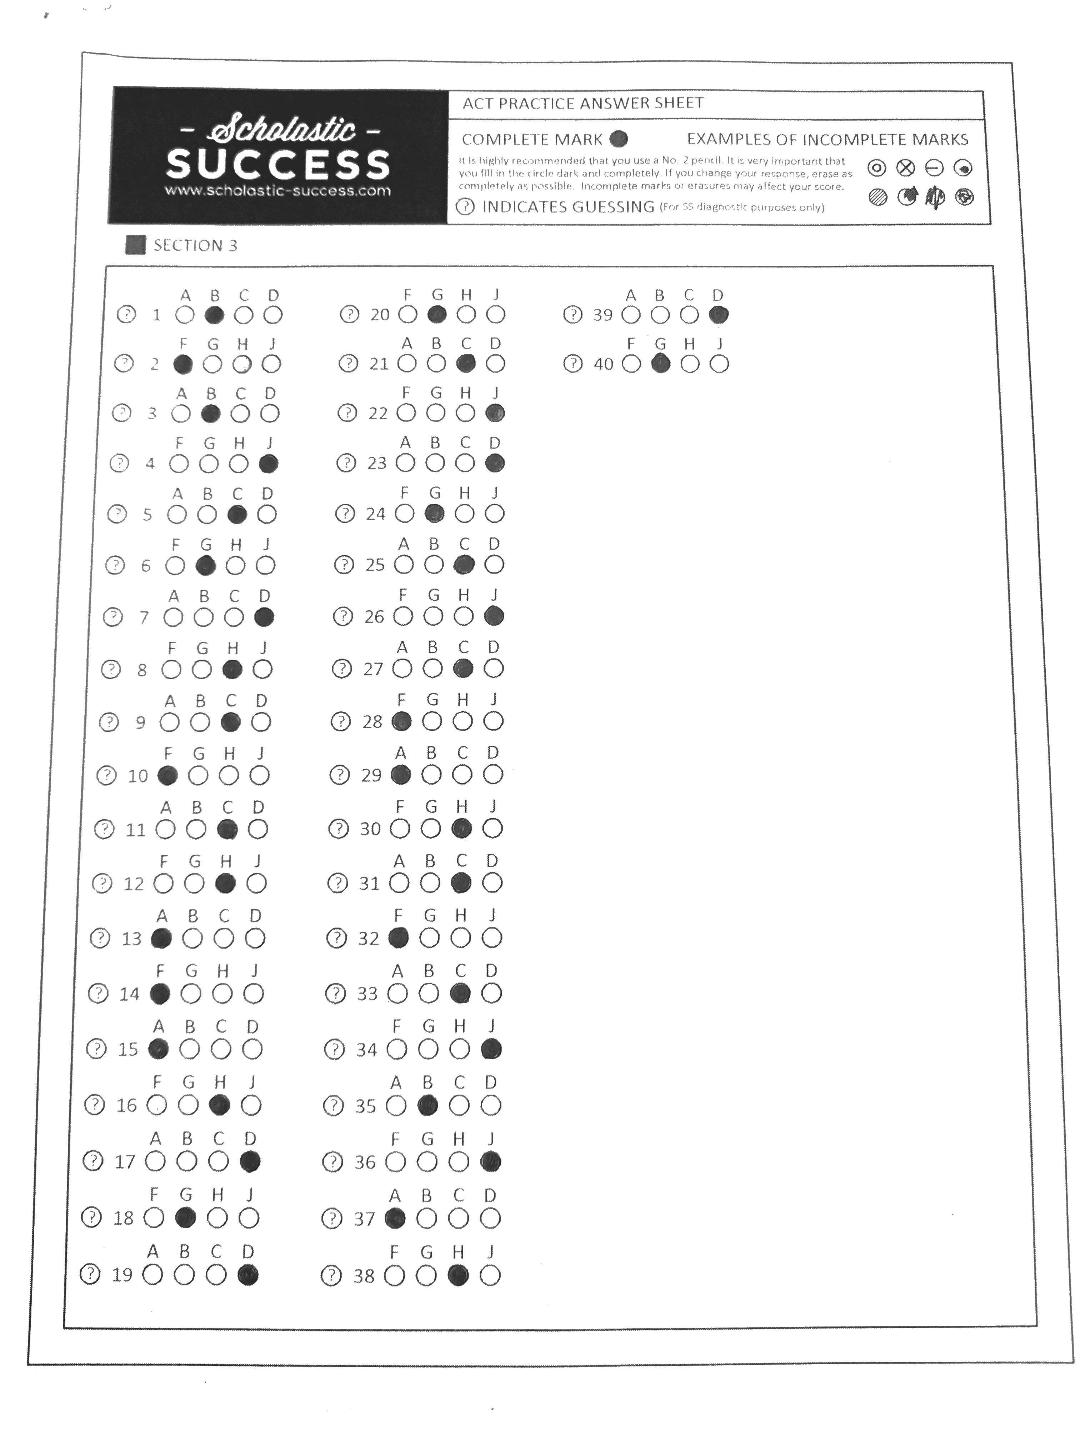 - Scholastic -
SUCCESS
www.scholastic-success.com
ACT PRACTICE ANSWER SHEET
COMPLETE MARK EXAMPLES OF INCOMPLETE MARKS
It is highly recommended that you use a No. 2 pencil. It is very important that
you fill in the circle dark and completely. If you change your response, erase as
completely as possible. Incomplete marks or erasures may affect your score.
? INDICATES GUESSING (For SS diagnostic purposes only)
SECTION 3
A B C D
? 1
F G H J
? 2
A B C D
? 3
F G H J
? 4
A B C D
? 5
F G H J
? 6
A B C D
? 7
F G H J
? 8
A B C D
? 9
F G H J
? 10
A B C D
? 11
F G H J
? 12
A B C D
? 13
F G H J
? 14
A B C D
? 15
F G H J
? 16
A B C D
? 17
F G H J
? 18
A B C D
? 19
F G H J
? 20
A B C D
? 21
F G H J
? 22
A B C D
? 23
F G H J
? 24
A B C D
? 25
F G H J
? 26
A B C D
? 27
F G H J
? 28
A B C D
? 29
F G H J
? 30
A B C D
? 31
F G H J
? 32
A B C D
? 33
F G H J
? 34
A B C D
? 35
F G H J
? 36
A B C D
? 37
F G H J
? 38
A B C D
? 39
F G H J
? 40